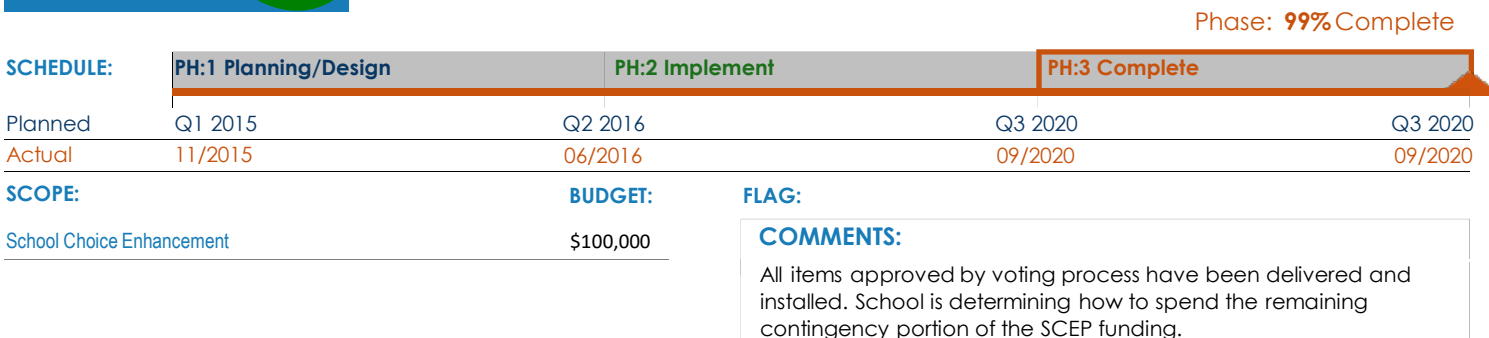 Phase: 99% Complete
SCHEDULE: PH:1 Planning/Design PH:2 Implement PH:3 Complete
Planned Q1 2015 Q2 2016 Q3 2020 Q3 2020
Actual 11/2015 06/2016 09/2020 09/2020
SCOPE: BUDGET: FLAG:
School Choice Enhancement $100,000
COMMENTS:
All items approved by voting process have been delivered and
installed. School is determining how to spend the remaining
contingency portion of the SCEP funding.